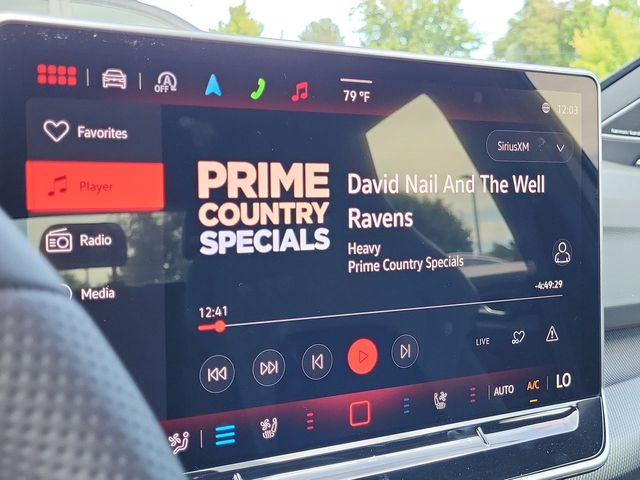 OFF
79 °F
12:03
Favorites
SiriusXM
Player
PRIME
COUNTRY
SPECIALS
David Nail And The Well
Ravens
Heavy
Prime Country Specials
Radio
Media
12:41
-4:49:29
LIVE
AUTO
A/C
LO